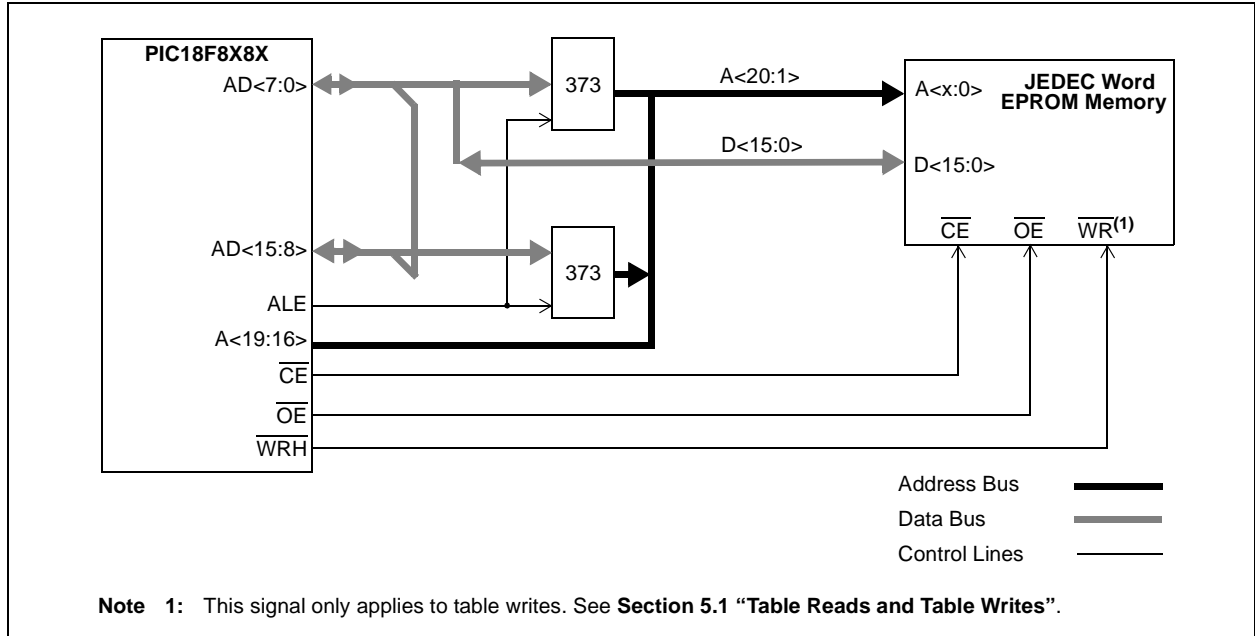 PIC18F8X8X
AD<7:0>
373
A<20:1>
A<x:0>
JEDEC Word
EPROM Memory
D<15:0>
D<15:0>
AD<15:8>
373
CE
OE
WR(1)
ALE
A<19:16>
CE
OE
WRH
Address Bus
Data Bus
Control Lines
Note 1: This signal only applies to table writes. See Section 5.1 “Table Reads and Table Writes”.